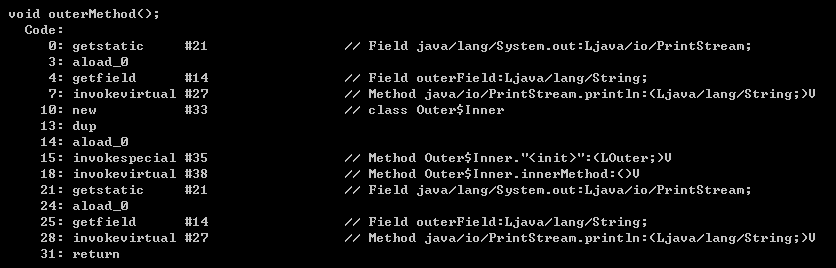 void outerMethod();
  Code:
     0: getstatic     #21                 // Field java/lang/System.out:Ljava/io/PrintStream;
     3: aload_0
     4: getfield      #14                 // Field outerField:Ljava/lang/String;
     7: invokevirtual #27                 // Method java/io/PrintStream.println:(Ljava/lang/String;)V
    10: new           #33                 // class Outer$Inner
    13: dup
    14: aload_0
    15: invokespecial #35                 // Method Outer$Inner."<init>":(LOuter;)V
    18: invokevirtual #38                 // Method Outer$Inner.innerMethod:()V
    21: getstatic     #21                 // Field java/lang/System.out:Ljava/io/PrintStream;
    24: aload_0
    25: getfield      #14                 // Field outerField:Ljava/lang/String;
    28: invokevirtual #27                 // Method java/io/PrintStream.println:(Ljava/lang/String;)V
    31: return